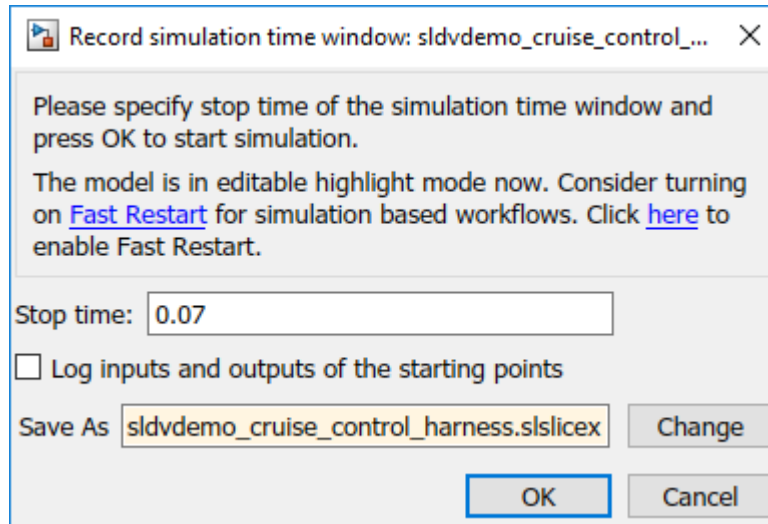 Record simulation time window: sldvdemo_cruise_control_...
Please specify stop time of the simulation time window and
press OK to start simulation.
The model is in editable highlight mode now. Consider turning
on Fast Restart for simulation based workflows. Click here to
enable Fast Restart.
Stop time: 0.07
Log inputs and outputs of the starting points
Save As sldvdemo_cruise_control_harness.slslicex Change
OK Cancel